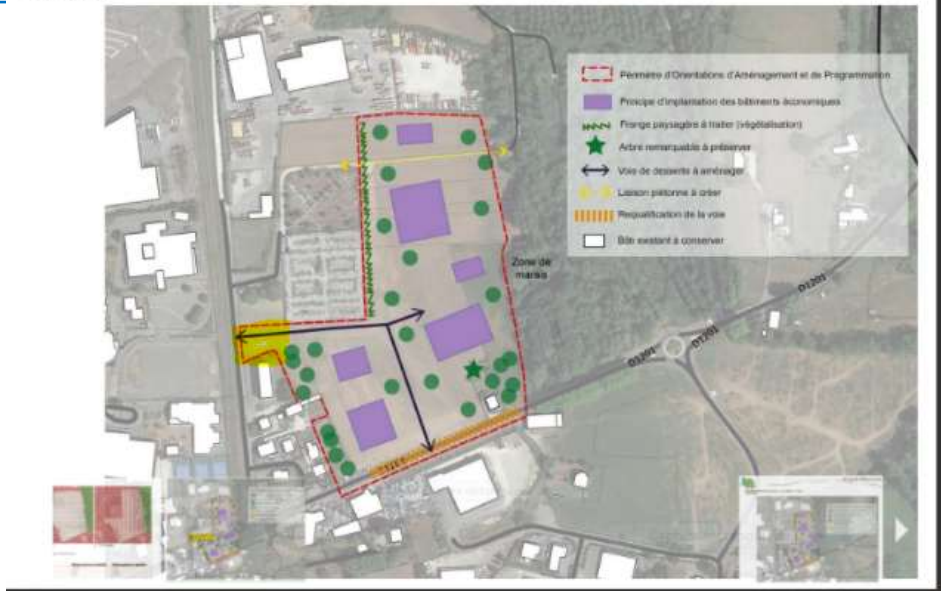 Périmètre d'Orientations d'Aménagement et de Programmation
Principe d'implantation des bâtiments économiques
Frange paysagère à traiter (végétalisation)
Arbre remarquable à préserver
Voie de desserte à aménager
Liaison piétonne à créer
Requalification de la voie
Bâti existant à conserver
Zone de
marais
D1201
D1201
D1201